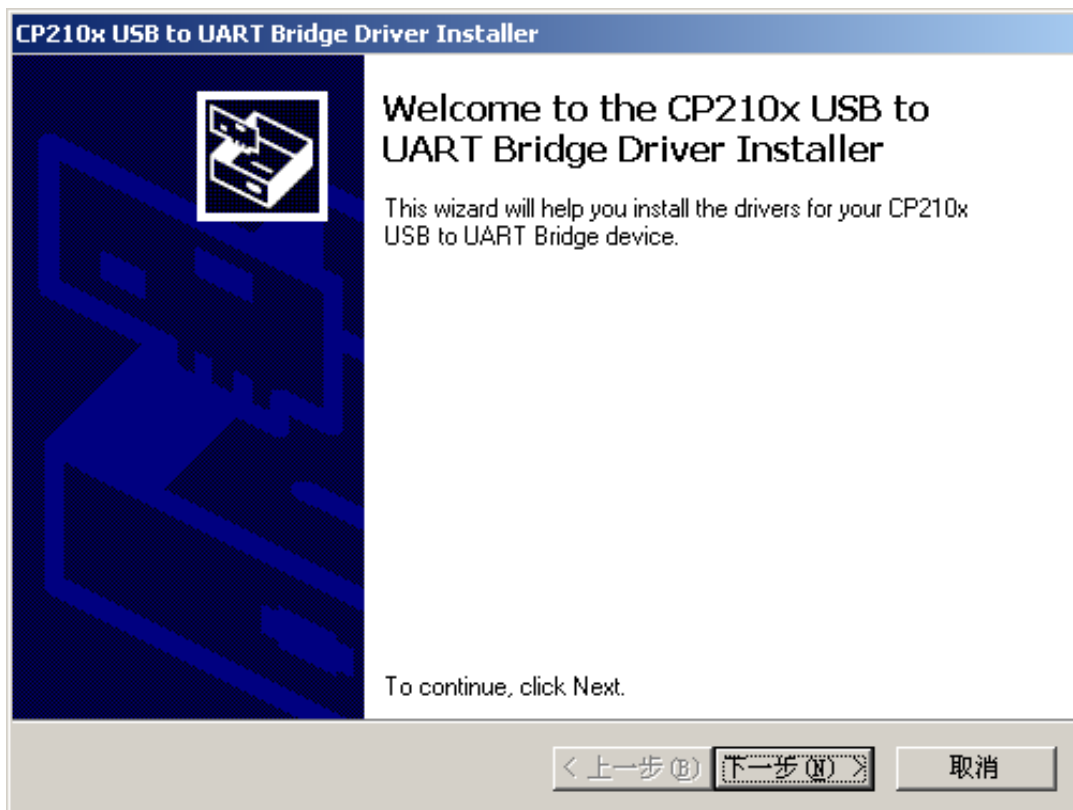 CP210x USB to UART Bridge Driver Installer
Welcome to the CP210x USB to
UART Bridge Driver Installer
This wizard will help you install the drivers for your CP210x
USB to UART Bridge device.
To continue, click Next.
< 上一步(B) 下一步(N) > 取消